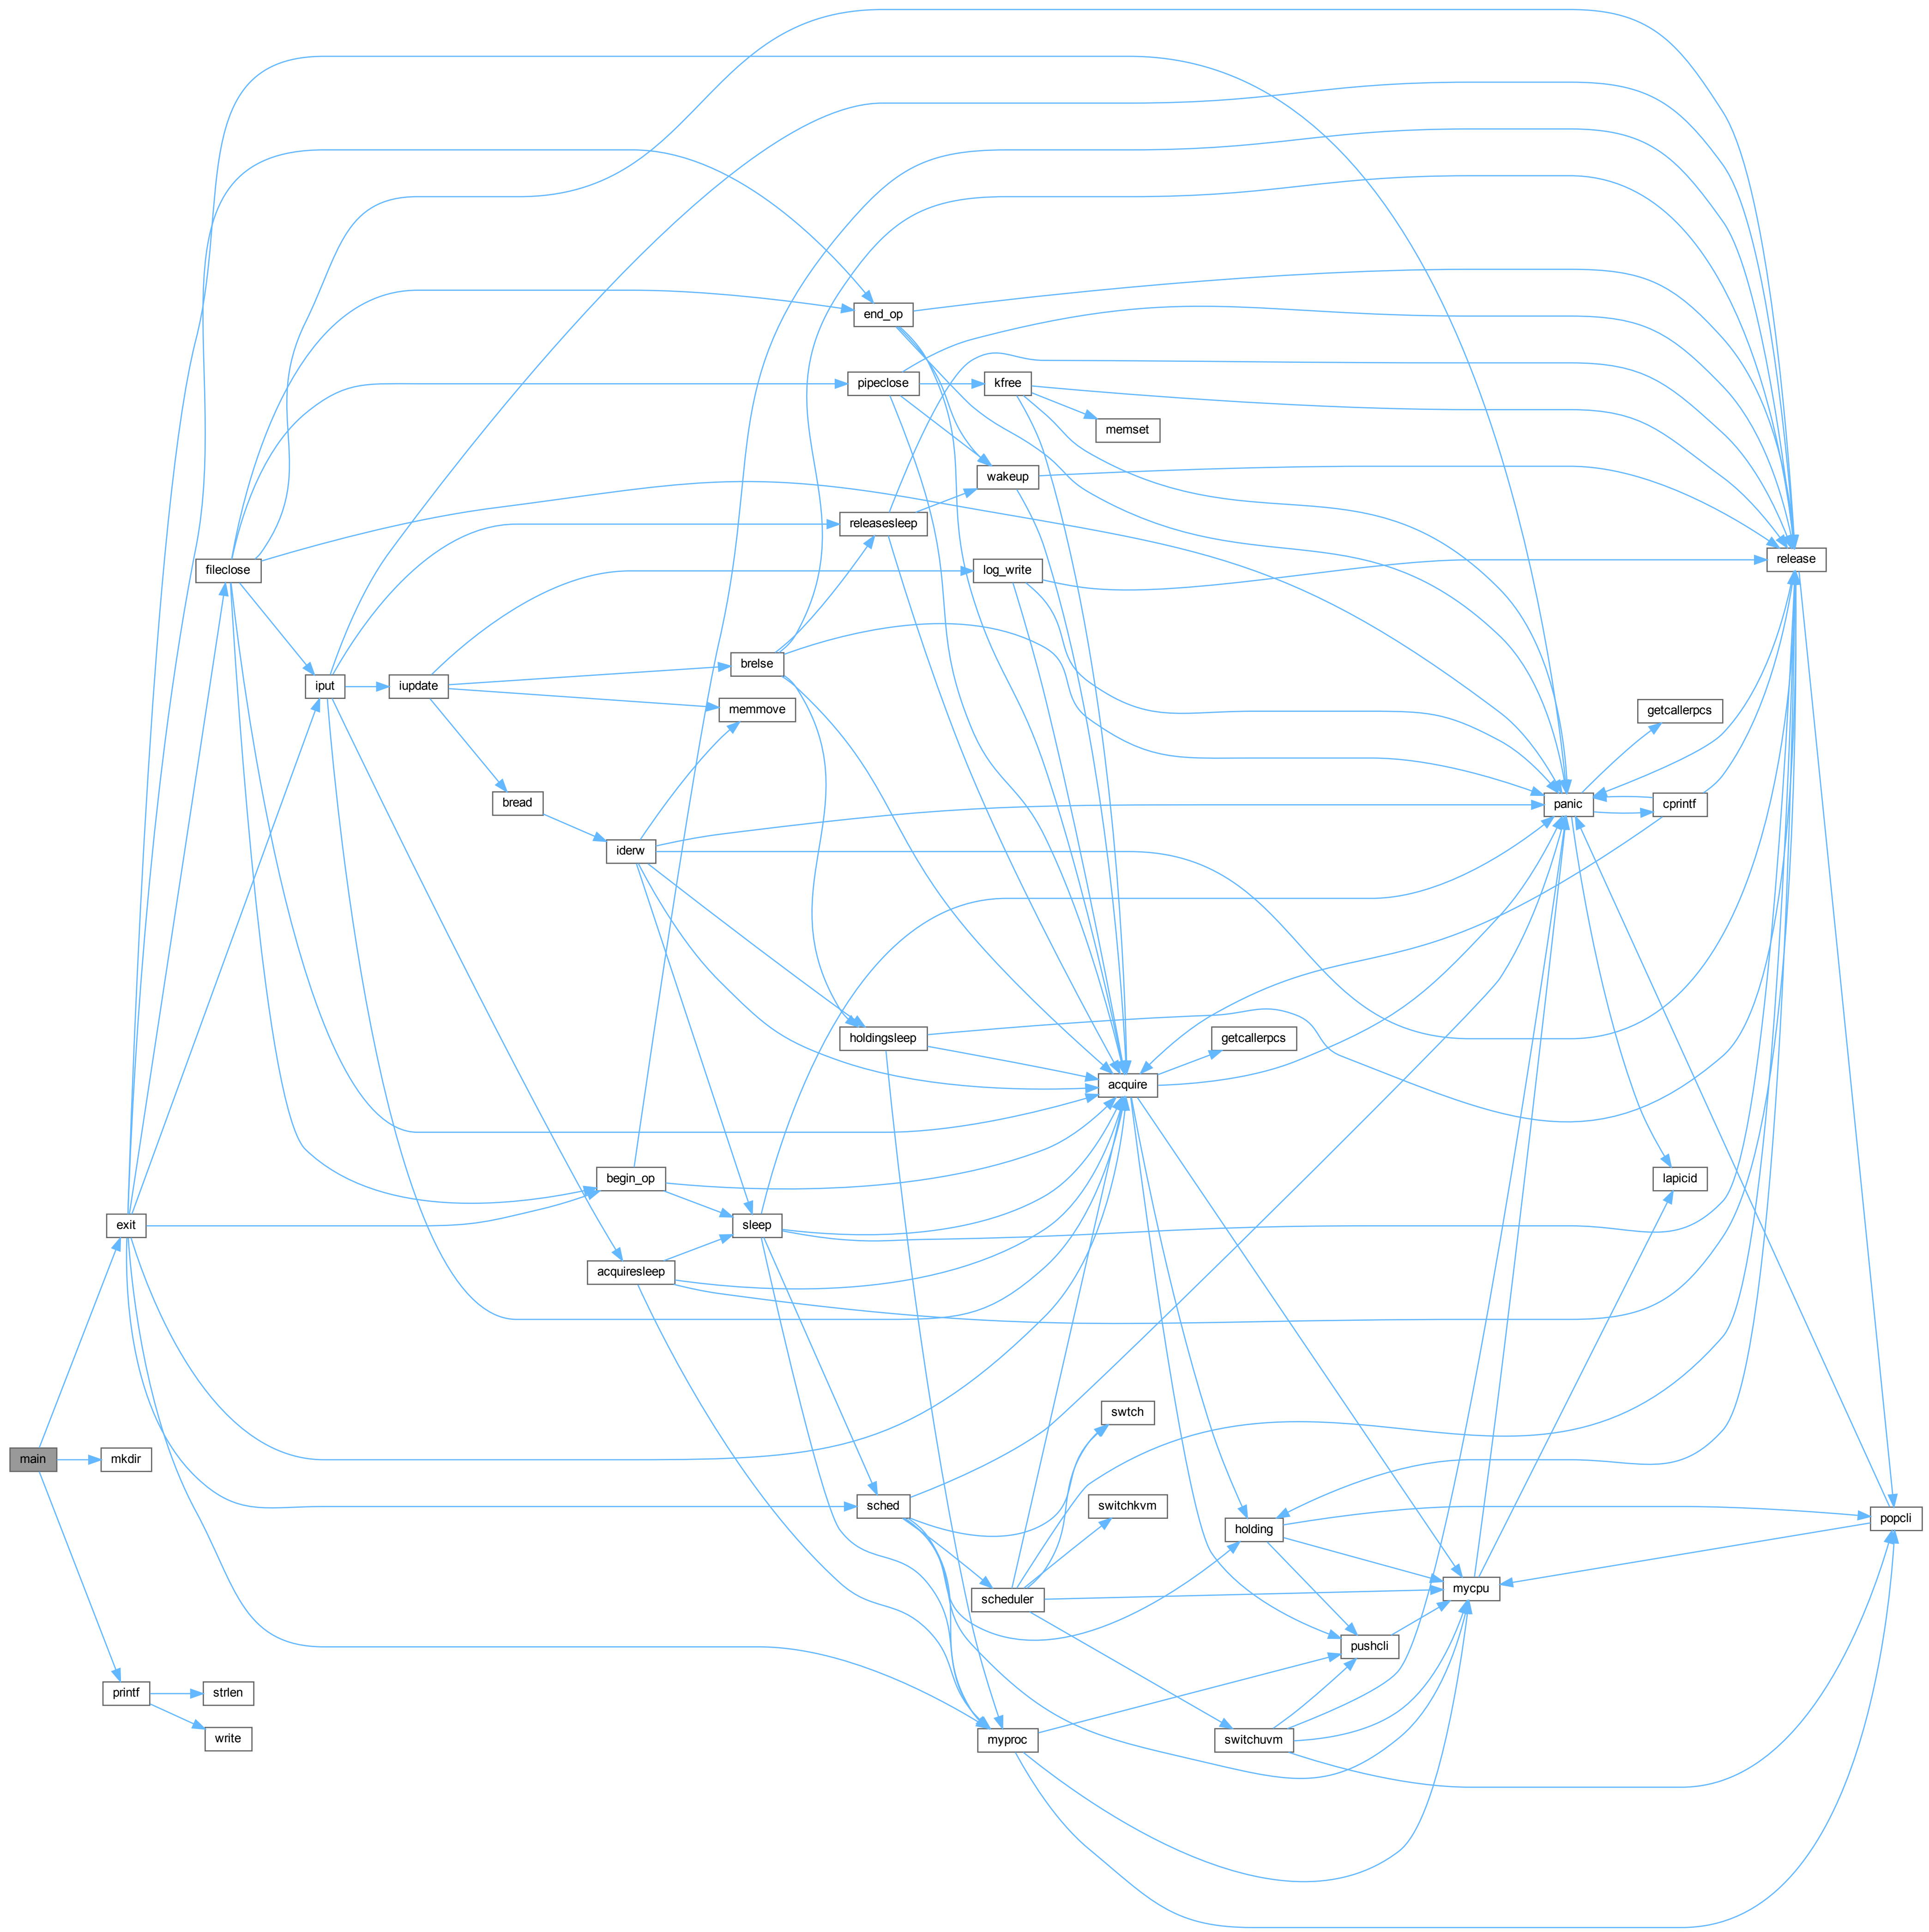 end_op
pipeclose
kfree
memset
wakeup
releasesleep
release
fileclose
log_write
brelse
iput
iupdate
memmove
getcallerpcs
bread
panic
cprintf
iderw
holdingsleep
getcallerpcs
acquire
begin_op
lapicid
exit
sleep
acquiresleep
swtch
main
mkdir
sched
switchkvm
popcli
holding
scheduler
mycpu
pushcli
printf
strlen
write
myproc
switchuvm